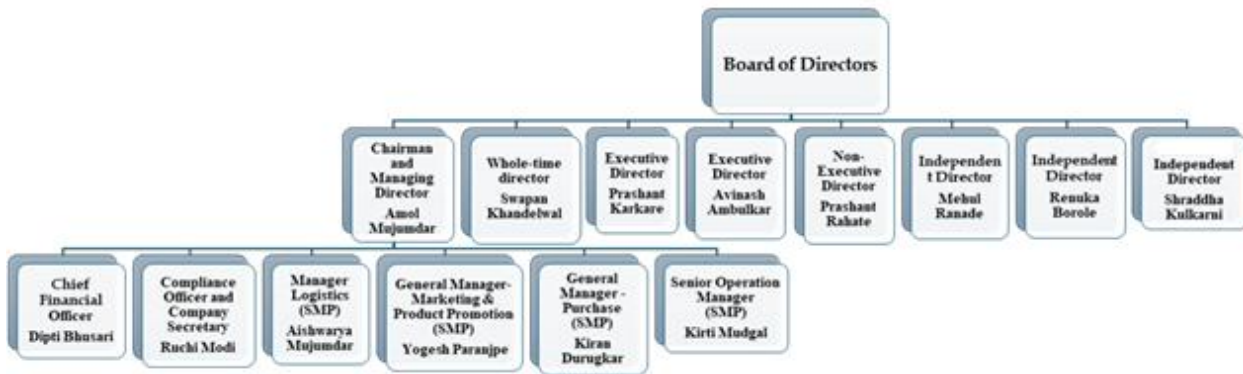 Board of Directors
Chairman
and
Managing
Director
Amol
Mujumdar
Whole-time
director
Swapan
Khandelwal
Executive
Director
Prashant
Karkare
Executive
Director
Avinash
Ambulkar
Non-
Executive
Director
Prashant
Rahate
Independen
t Director
Mehul
Ranade
Independent
Director
Renuka
Borole
Independent
Director
Shraddha
Kulkarni
Chief
Financial
Officer
Dipti Bhusari
Compliance
Officer and
Company
Secretary
Ruchi Modi
Manager
Logistics
(SMP)
Aishwarya
Mujumdar
General Manager-
Marketing &
Product Promotion
(SMP)
Yogesh Paranjpe
General
Manager -
Purchase
(SMP)
Kiran
Durugkar
Senior Operation
Manager
(SMP)
Kirti Mudgal